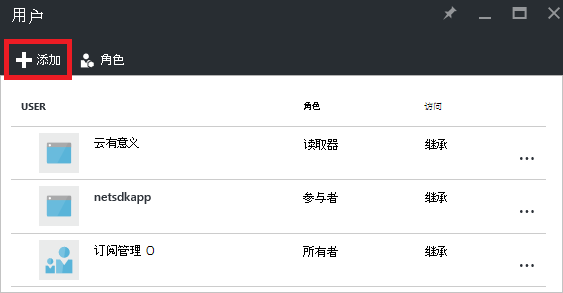 用户
添加 角色
USER 角色 访问
云有意义 读取器 继承 ...
netsdkapp 参与者 继承 ...
订阅管理 O 所有者 继承 ...